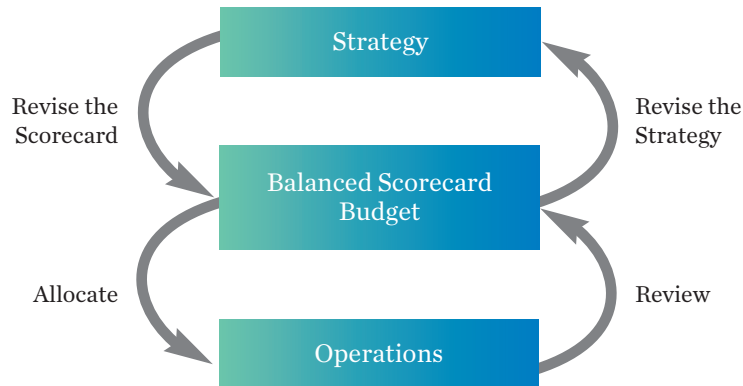 Strategy
Revise the
Scorecard
Revise the
Strategy
Balanced Scorecard
Budget
Allocate
Review
Operations